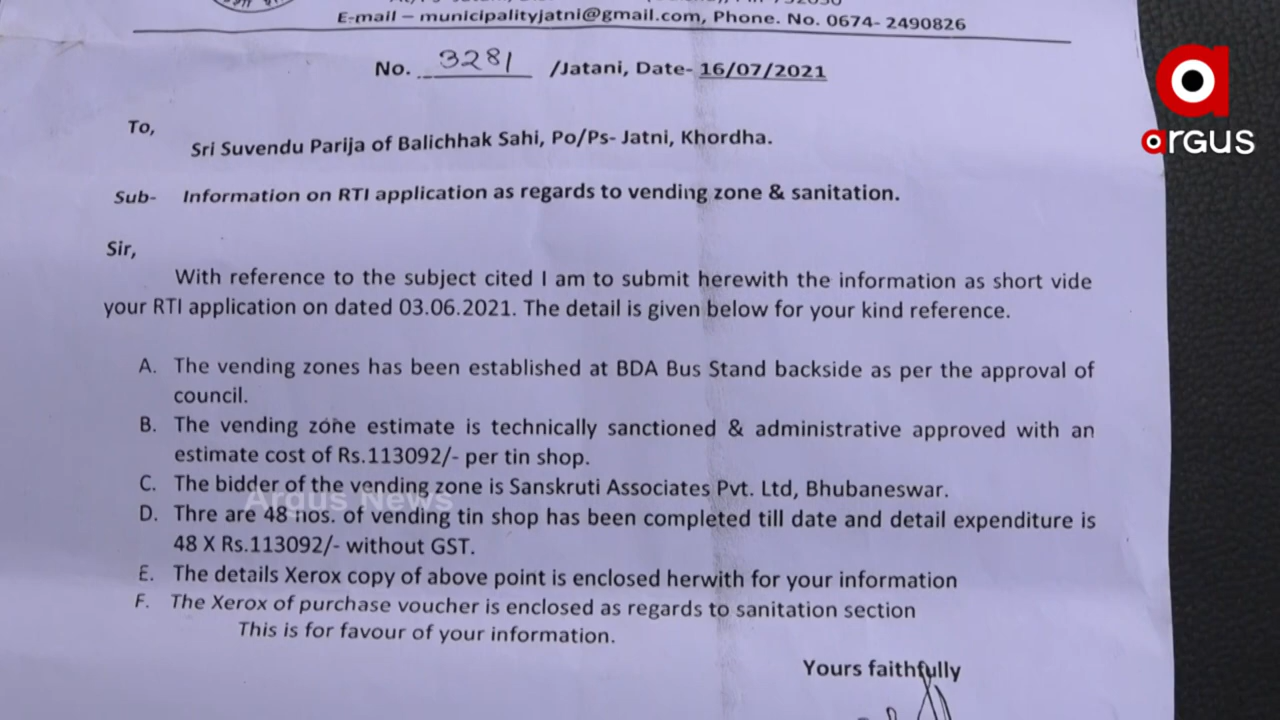 E-mail – municipalityjatni@gmail.com, Phone. No. 0674- 2490826
No. 3281 /Jatani, Date- 16/07/2021
argus
To,
Sri Suvendu Parija of Balichhak Sahi, Po/Ps- Jatni, Khordha.
Sub- Information on RTI application as regards to vending zone & sanitation.
Sir,
With reference to the subject cited I am to submit herewith the information as short vide
your RTI application on dated 03.06.2021. The detail is given below for your kind reference.
A. The vending zones has been established at BDA Bus Stand backside as per the approval of
council.
B. The vending zone estimate is technically sanctioned & administrative approved with an
estimate cost of Rs.113092/- per tin shop.
C. The bidder of the vending zone is Sanskruti Associates Pvt. Ltd, Bhubaneswar.
Argus News
D. Thre are 48 nos. of vending tin shop has been completed till date and detail expenditure is
48 X Rs.113092/- without GST.
E. The details Xerox copy of above point is enclosed herwith for your information
F. The Xerox of purchase voucher is enclosed as regards to sanitation section
This is for favour of your information.
Yours faithfully